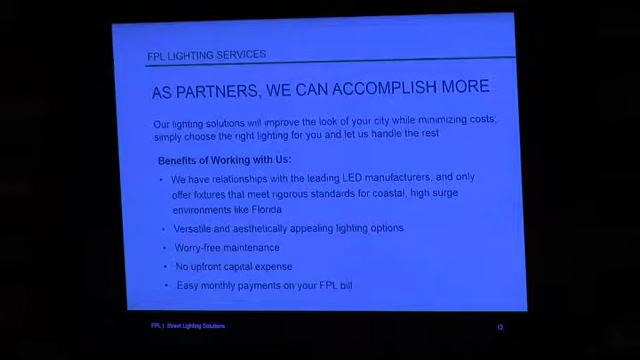 FPL LIGHTING SERVICES
AS PARTNERS, WE CAN ACCOMPLISH MORE
Our lighting solutions will improve the look of your city while minimizing costs;
simply choose the right lighting for you and let us handle the rest
Benefits of Working with Us:
• We have relationships with the leading LED manufacturers, and only
offer fixtures that meet rigorous standards for coastal, high surge
environments like Florida
• Versatile and aesthetically appealing lighting options
• Worry-free maintenance
• No upfront capital expense
• Easy monthly payments on your FPL bill
FPL | Street Lighting Solutions
12